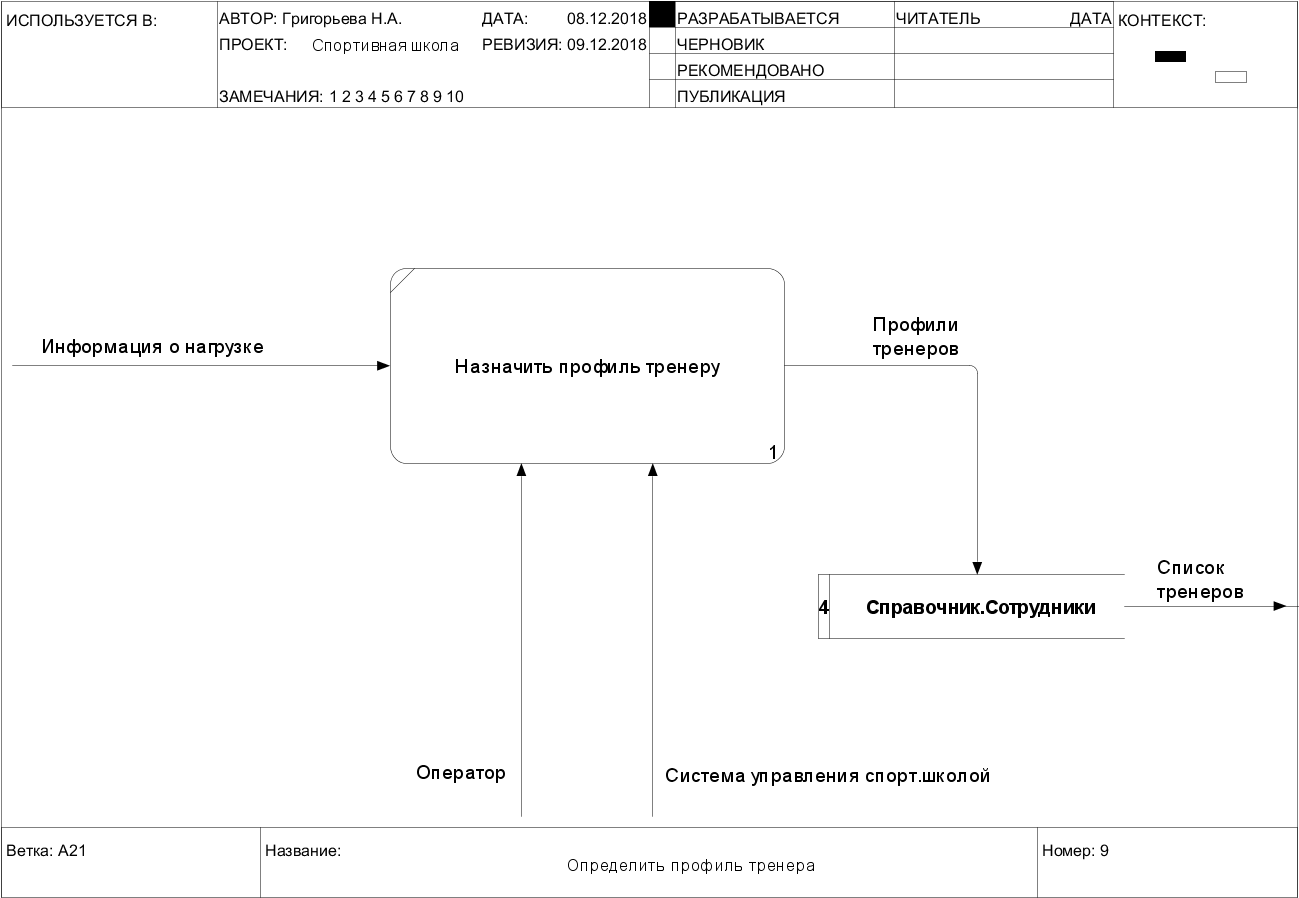 ИСПОЛЬЗУЕТСЯ В:
АВТОР: Григорьева Н.А.
ДАТА: 08.12.2018
ПРОЕКТ: Спортивная школа
РЕВИЗИЯ: 09.12.2018
ЗАМЕЧАНИЯ: 1 2 3 4 5 6 7 8 9 10
РАЗРАБАТЫВАЕТСЯ
ЧЕРНОВИК
РЕКОМЕНДОВАНО
ПУБЛИКАЦИЯ
ЧИТАТЕЛЬ
ДАТА
КОНТЕКСТ:
Информация о нагрузке
Назначить профиль тренеру
1
Профили
тренеров
4
Справочник.Сотрудники
Список
тренеров
Оператор
Система управления спорт.школой
Ветка: A21
Название:
Определить профиль тренера
Номер: 9